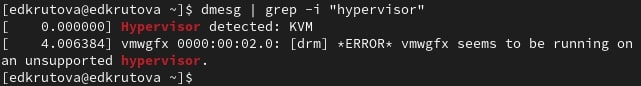 [edkrutova@edkrutova ~]$ dmesg | grep -i "hypervisor"
[    0.000000] Hypervisor detected: KVM
[    4.006384] vmwgfx 0000:00:02.0: [drm] *ERROR* vmwgfx seems to be running on
an unsupported hypervisor.
[edkrutova@edkrutova ~]$